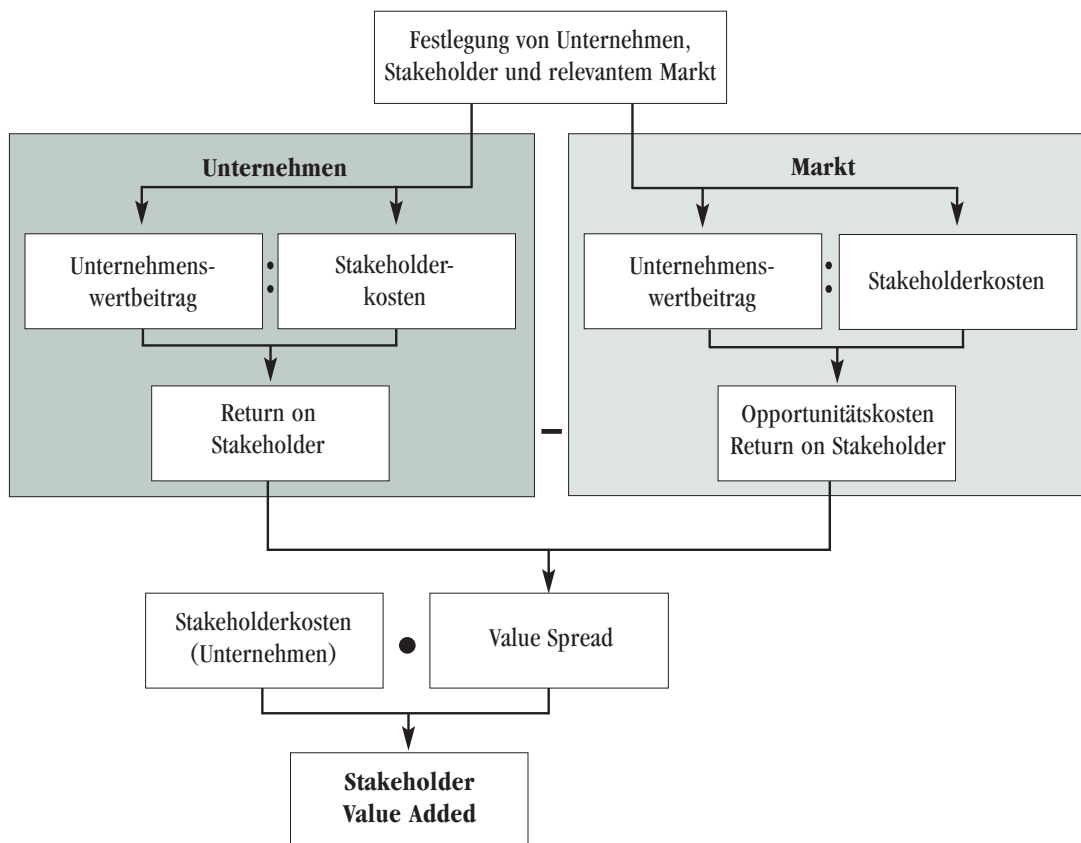 Festlegung von Unternehmen,
Stakeholder und relevantem Markt
Unternehmen
Markt
Unternehmens-
wertbeitrag
:
Stakeholder-
kosten
Unternehmens-
wertbeitrag
:
Stakeholderkosten
Return on
Stakeholder
–
Opportunitätskosten
Return on Stakeholder
Stakeholderkosten
(Unternehmen)
•
Value Spread
Stakeholder
Value Added